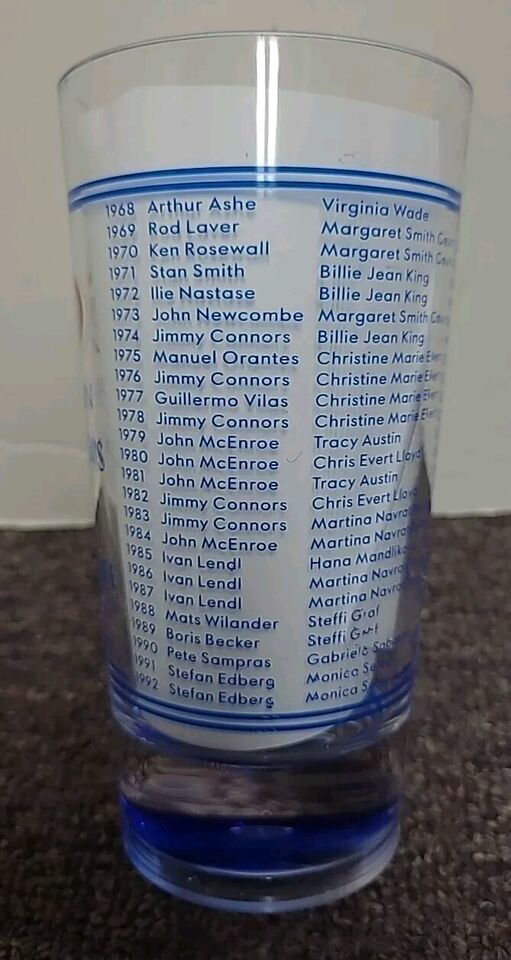 1968 Arthur Ashe Virginia Wade
1969 Rod Laver Margaret Smith
1970 Ken Rosewall Margaret Smith
1971 Stan Smith Billie Jean King
1972 Ilie Nastase Billie Jean King
1973 John Newcombe Margaret Smith
1974 Jimmy Connors Billie Jean King
1975 Manuel Orantes Christine Marie
1976 Jimmy Connors Christine Marie
1977 Guillermo Vilas Christine Marie
1978 Jimmy Connors Christine Marie
1979 John McEnroe Tracy Austin
1980 John McEnroe Chris Evert Lloyd
1981 John McEnroe Tracy Austin
1982 Jimmy Connors Chris Evert Lloyd
1983 Jimmy Connors Martina
1984 John McEnroe Martina
1985 Ivan Lendl Hana
1986 Ivan Lendl Martina
1987 Ivan Lendl Martina
1988 Mats Wilander Steffi Graf
1989 Boris Becker Steffi Graf
1990 Pete Sampras
1991 Stefan Edberg Monica
1992 Stefan Edberg Monica